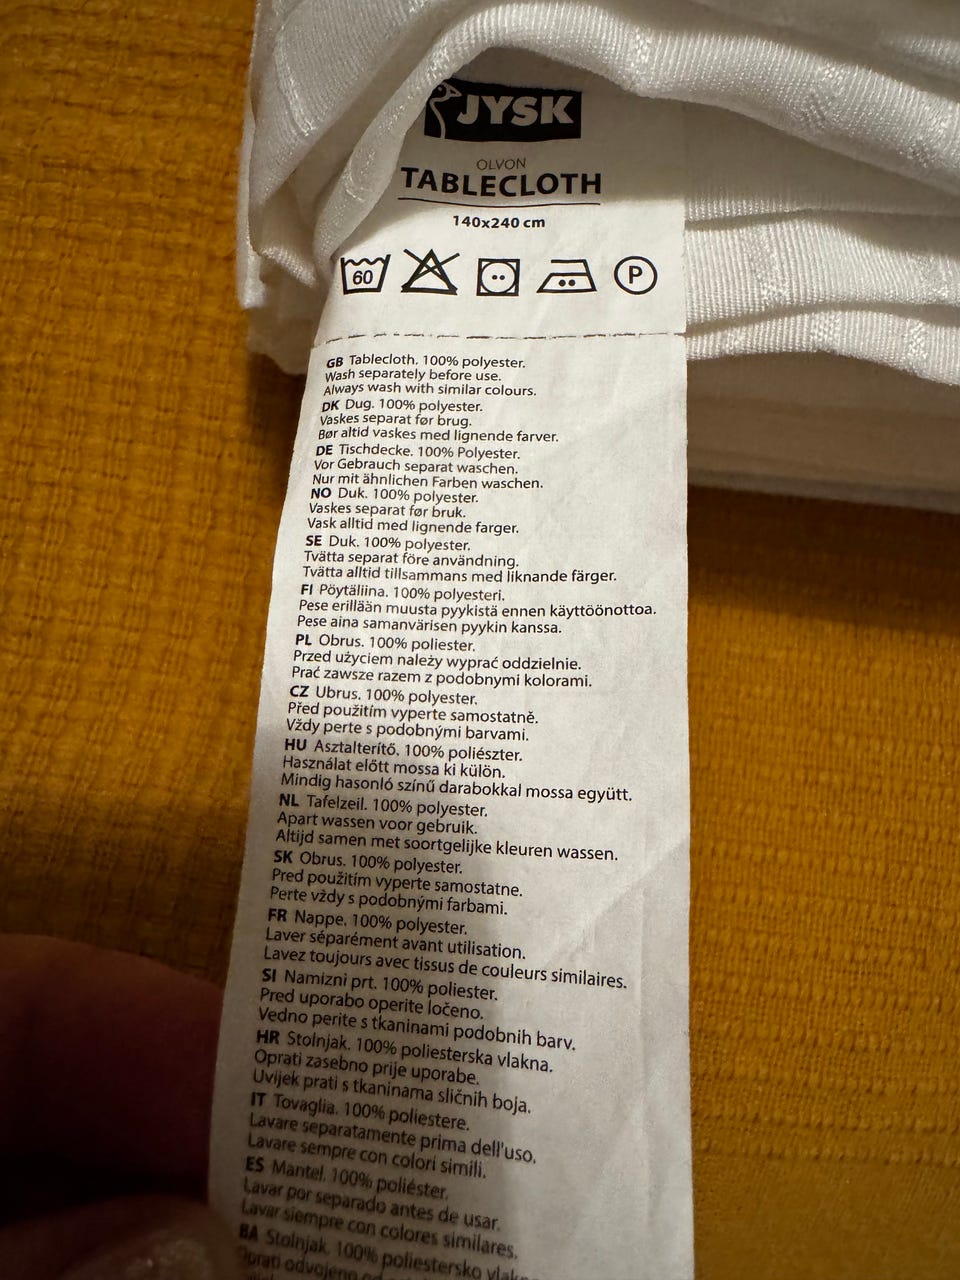 JYSK
OLVON
TABLECLOTH
140x240 cm
60
P
GB Tablecloth. 100% polyester.
Wash separately before use.
Always wash with similar colours.
DK Dug. 100% polyester.
Vaskes separat før brug.
Bør altid vaskes med lignende farver.
DE Tischdecke. 100% Polyester.
Vor Gebrauch separat waschen.
Nur mit ähnlichen Farben waschen.
NO Duk. 100% polyester.
Vaskes separat før bruk.
Vask alltid med lignende farger.
SE Duk. 100% polyester.
Tvätta separat före användning.
Tvätta alltid tillsammans med liknande färger.
FI Pöytäliina. 100% polyesteri.
Pese erillään muusta pyykistä ennen käyttöönottoa.
Pese aina samanvärisen pyykin kanssa.
PL Obrus. 100% poliester.
Przed użyciem należy wyprać oddzielnie.
Prać zawsze razem z podobnymi kolorami.
CZ Ubrus. 100% polyester.
Před použitím vyperte samostatně.
Vždy perte s podobnými barvami.
HU Asztalterítő. 100% poliészter.
Használat előtt mossa ki külön.
Mindig hasonló színű darabokkal mossa együtt.
NL Tafelzeil. 100% polyester.
Apart wassen voor gebruik.
Altijd samen met soortgelijke kleuren wassen.
SK Obrus. 100% polyester.
Pred použitím vyperte samostatne.
Perte vždy s podobnými farbami.
FR Nappe. 100% polyester.
Laver séparément avant utilisation.
Lavez toujours avec tissus de couleurs similaires.
SI Namizni prt. 100% poliester.
Pred uporabo operite ločeno.
Vedno perite s tkaninami podobnih barv.
HR Stolnjak. 100% poliesterska vlakna.
Oprati zasebno prije uporabe.
Uvijek prati s tkaninama sličnih boja.
IT Tovaglia. 100% poliestere.
Lavare separatamente prima dell'uso.
Lavare sempre con colori simili.
ES Mantel. 100% poliéster.
Lavar por separado antes de usar.
Lavar siempre con colores similares.
BA Stolnjak. 100% poliestersko
Oprati odvojeno